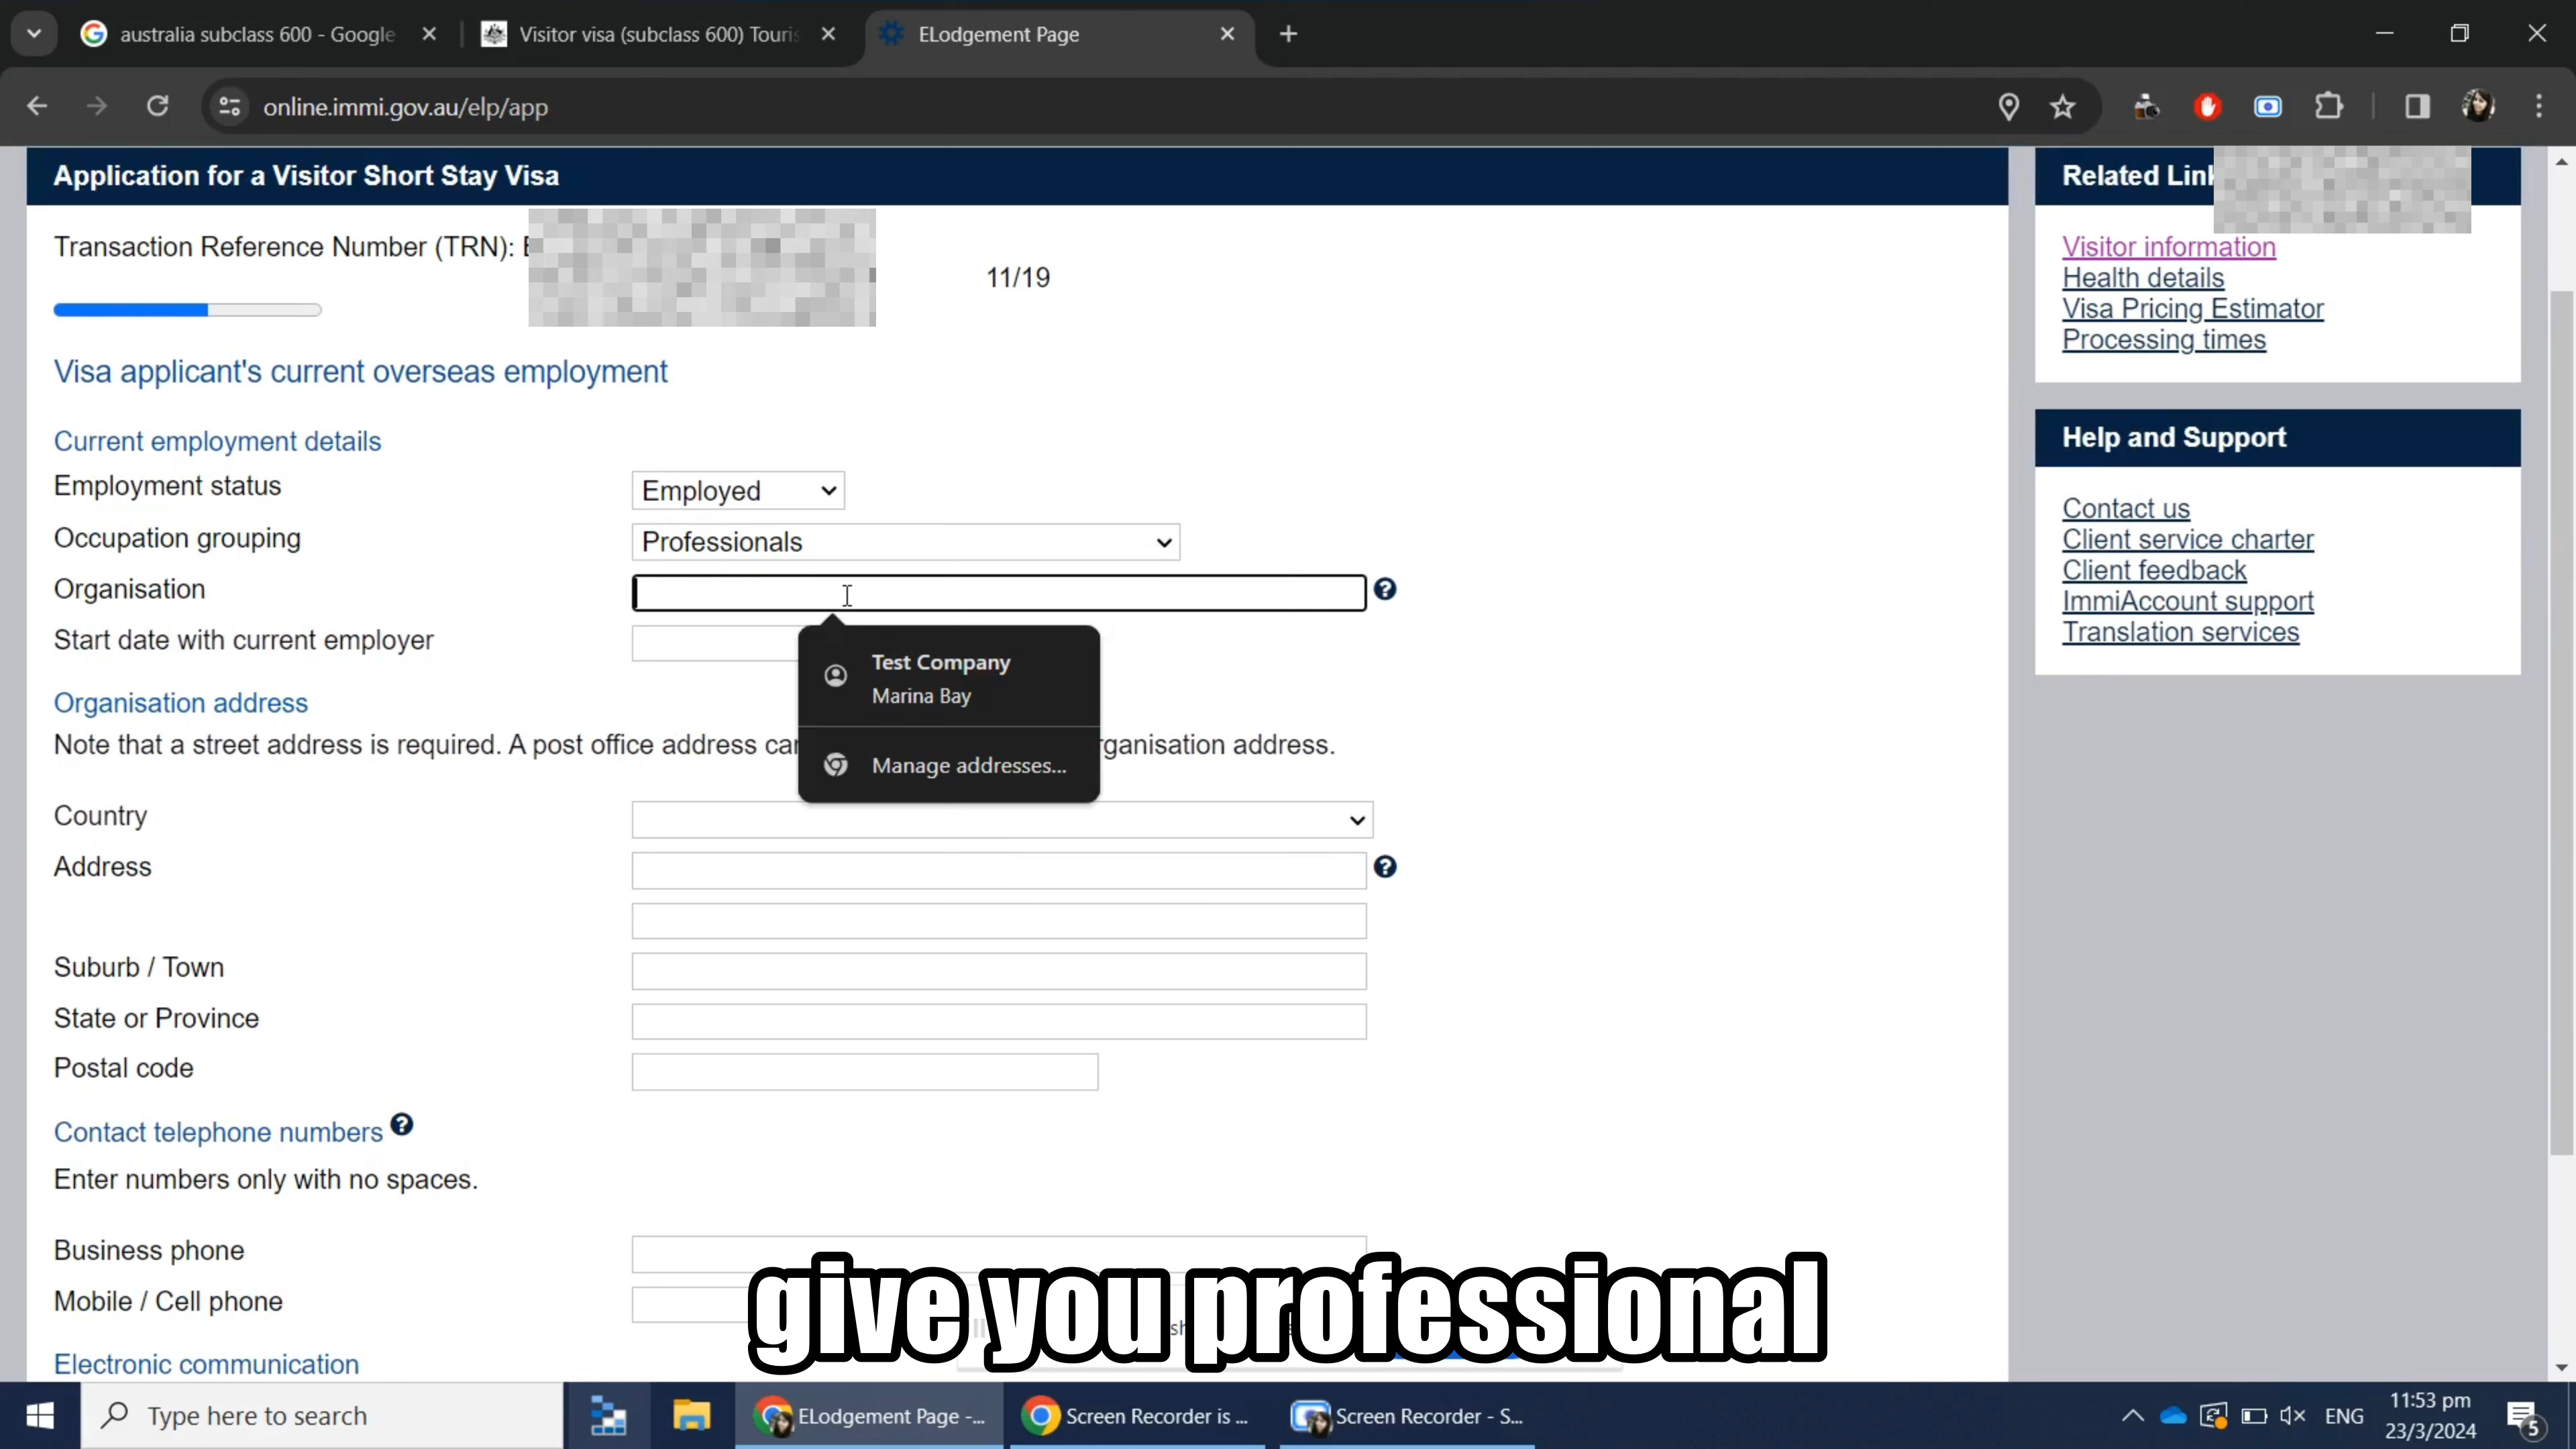 australia subclass 600 - Google
Visitor visa (subclass 600) Touris
ELodgement Page
online.immi.gov.au/elp/app
Application for a Visitor Short Stay Visa
Transaction Reference Number (TRN): E
11/19
Visa applicant's current overseas employment
Current employment details
Employment status
Employed
Occupation grouping
Professionals
Organisation
Start date with current employer
Test Company
Marina Bay
Manage addresses...
Organisation address
Note that a street address is required. A post office address can rganisation address.
Country
Address
Suburb / Town
State or Province
Postal code
Contact telephone numbers
Enter numbers only with no spaces.
Business phone
Mobile / Cell phone
Electronic communication
Related Link
Visitor information
Health details
Visa Pricing Estimator
Processing times
Help and Support
Contact us
Client service charter
Client feedback
ImmiAccount support
Translation services
give you professional
Type here to search
ELodgement Page -...
Screen Recorder is ...
Screen Recorder - S...
ENG
11:53 pm
23/3/2024
5